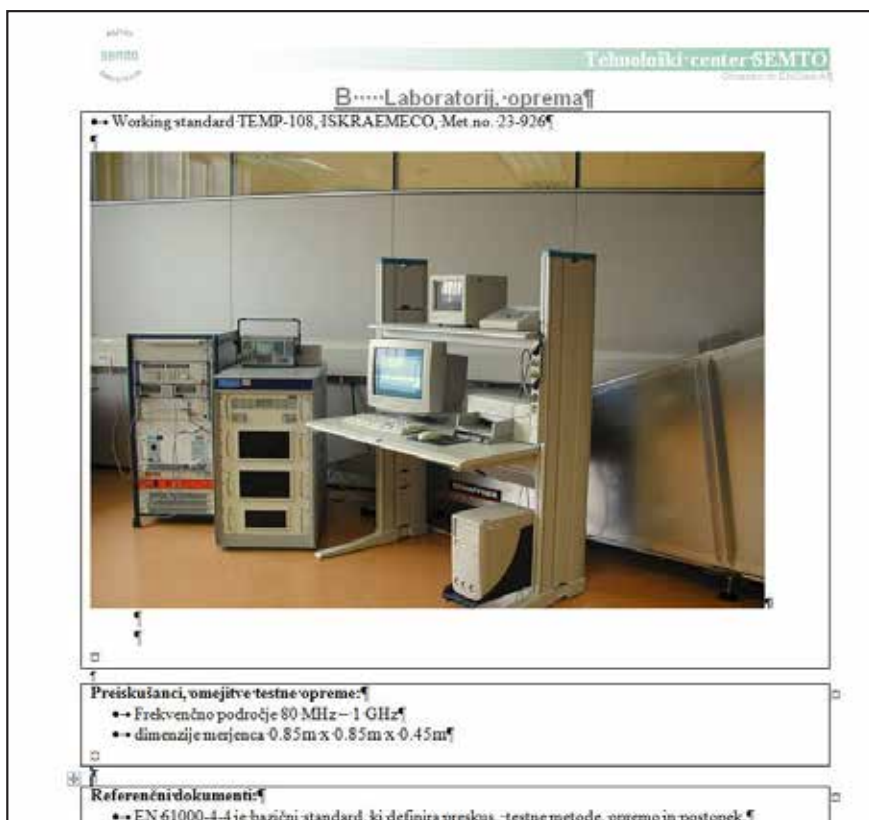 semto
Tehnološki center SEMTO
B Laboratorij, oprema
Working standard TEMP-108, ISKRAEMECO, Met.no. 23-926
SCHAFFNER
Preiskušanci, omejitve testne opreme:
Frekvenčno področje 80 MHz – 1 GHz
dimenzije merjenca 0.85m x 0.85m x 0.45m
Referenčni dokumenti:
EN 61000-4-4 je bazični standard, ki definira preskus, testne metode, opremo in postopek.